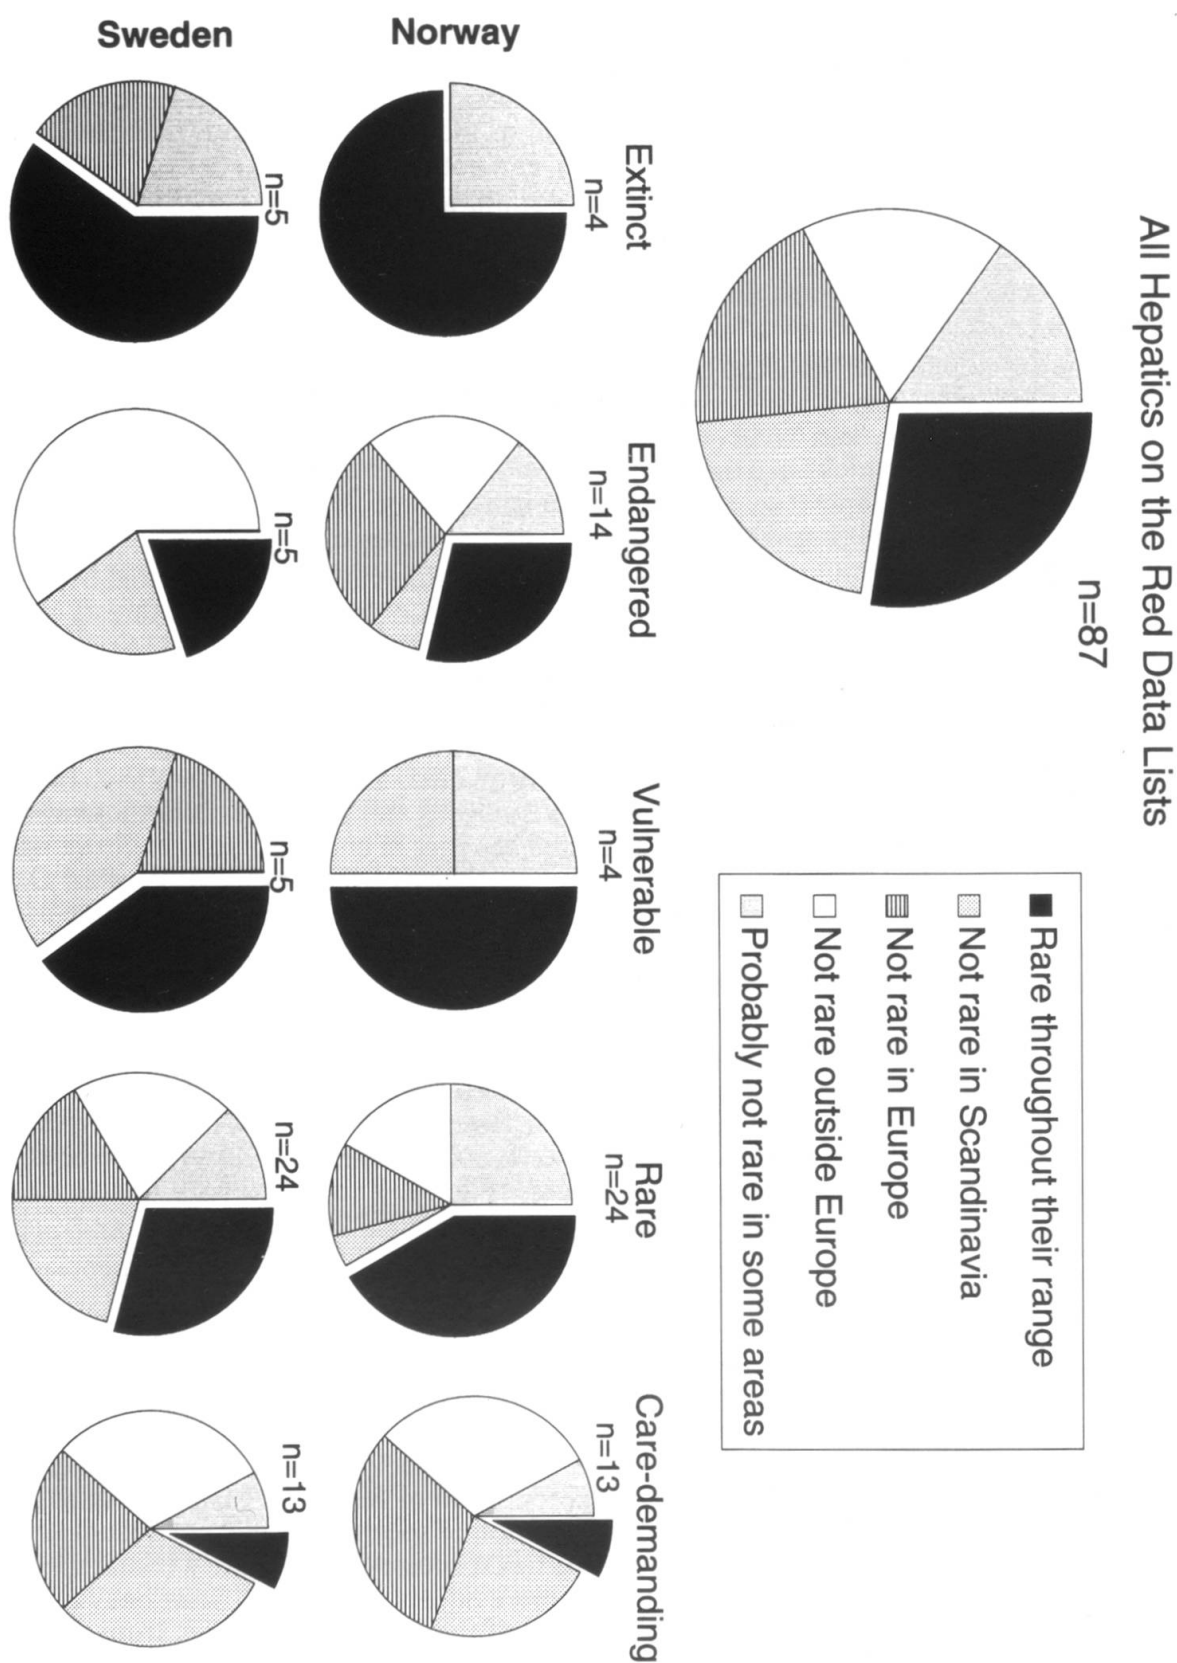 All Hepatics on the Red Data Lists
n=87
Rare throughout their range
Not rare in Scandinavia
Not rare in Europe
Not rare outside Europe
Probably not rare in some areas
Extinct
Endangered
Vulnerable
Rare
Care-demanding
Norway
n=4
n=14
n=4
n=24
n=13
Sweden
n=5
n=5
n=5
n=24
n=13